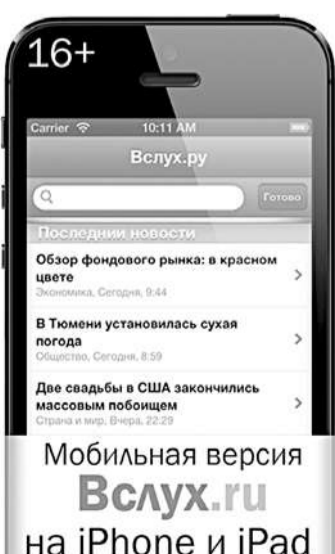 16+
Carrier 10:11 AM
Вслух.ру
Готово
Последнии новости
Обзор фондового рынка: в красном
цвете
Экономика, Сегодня, 9:44
В Тюмени установилась сухая
погода
Общество, Сегодня, 8:59
Две свадьбы в США закончились
массовым побоищем
Страна и мир, Вчера, 22:29
Мобильная версия
Вслух.ru
на iPhone и iPad